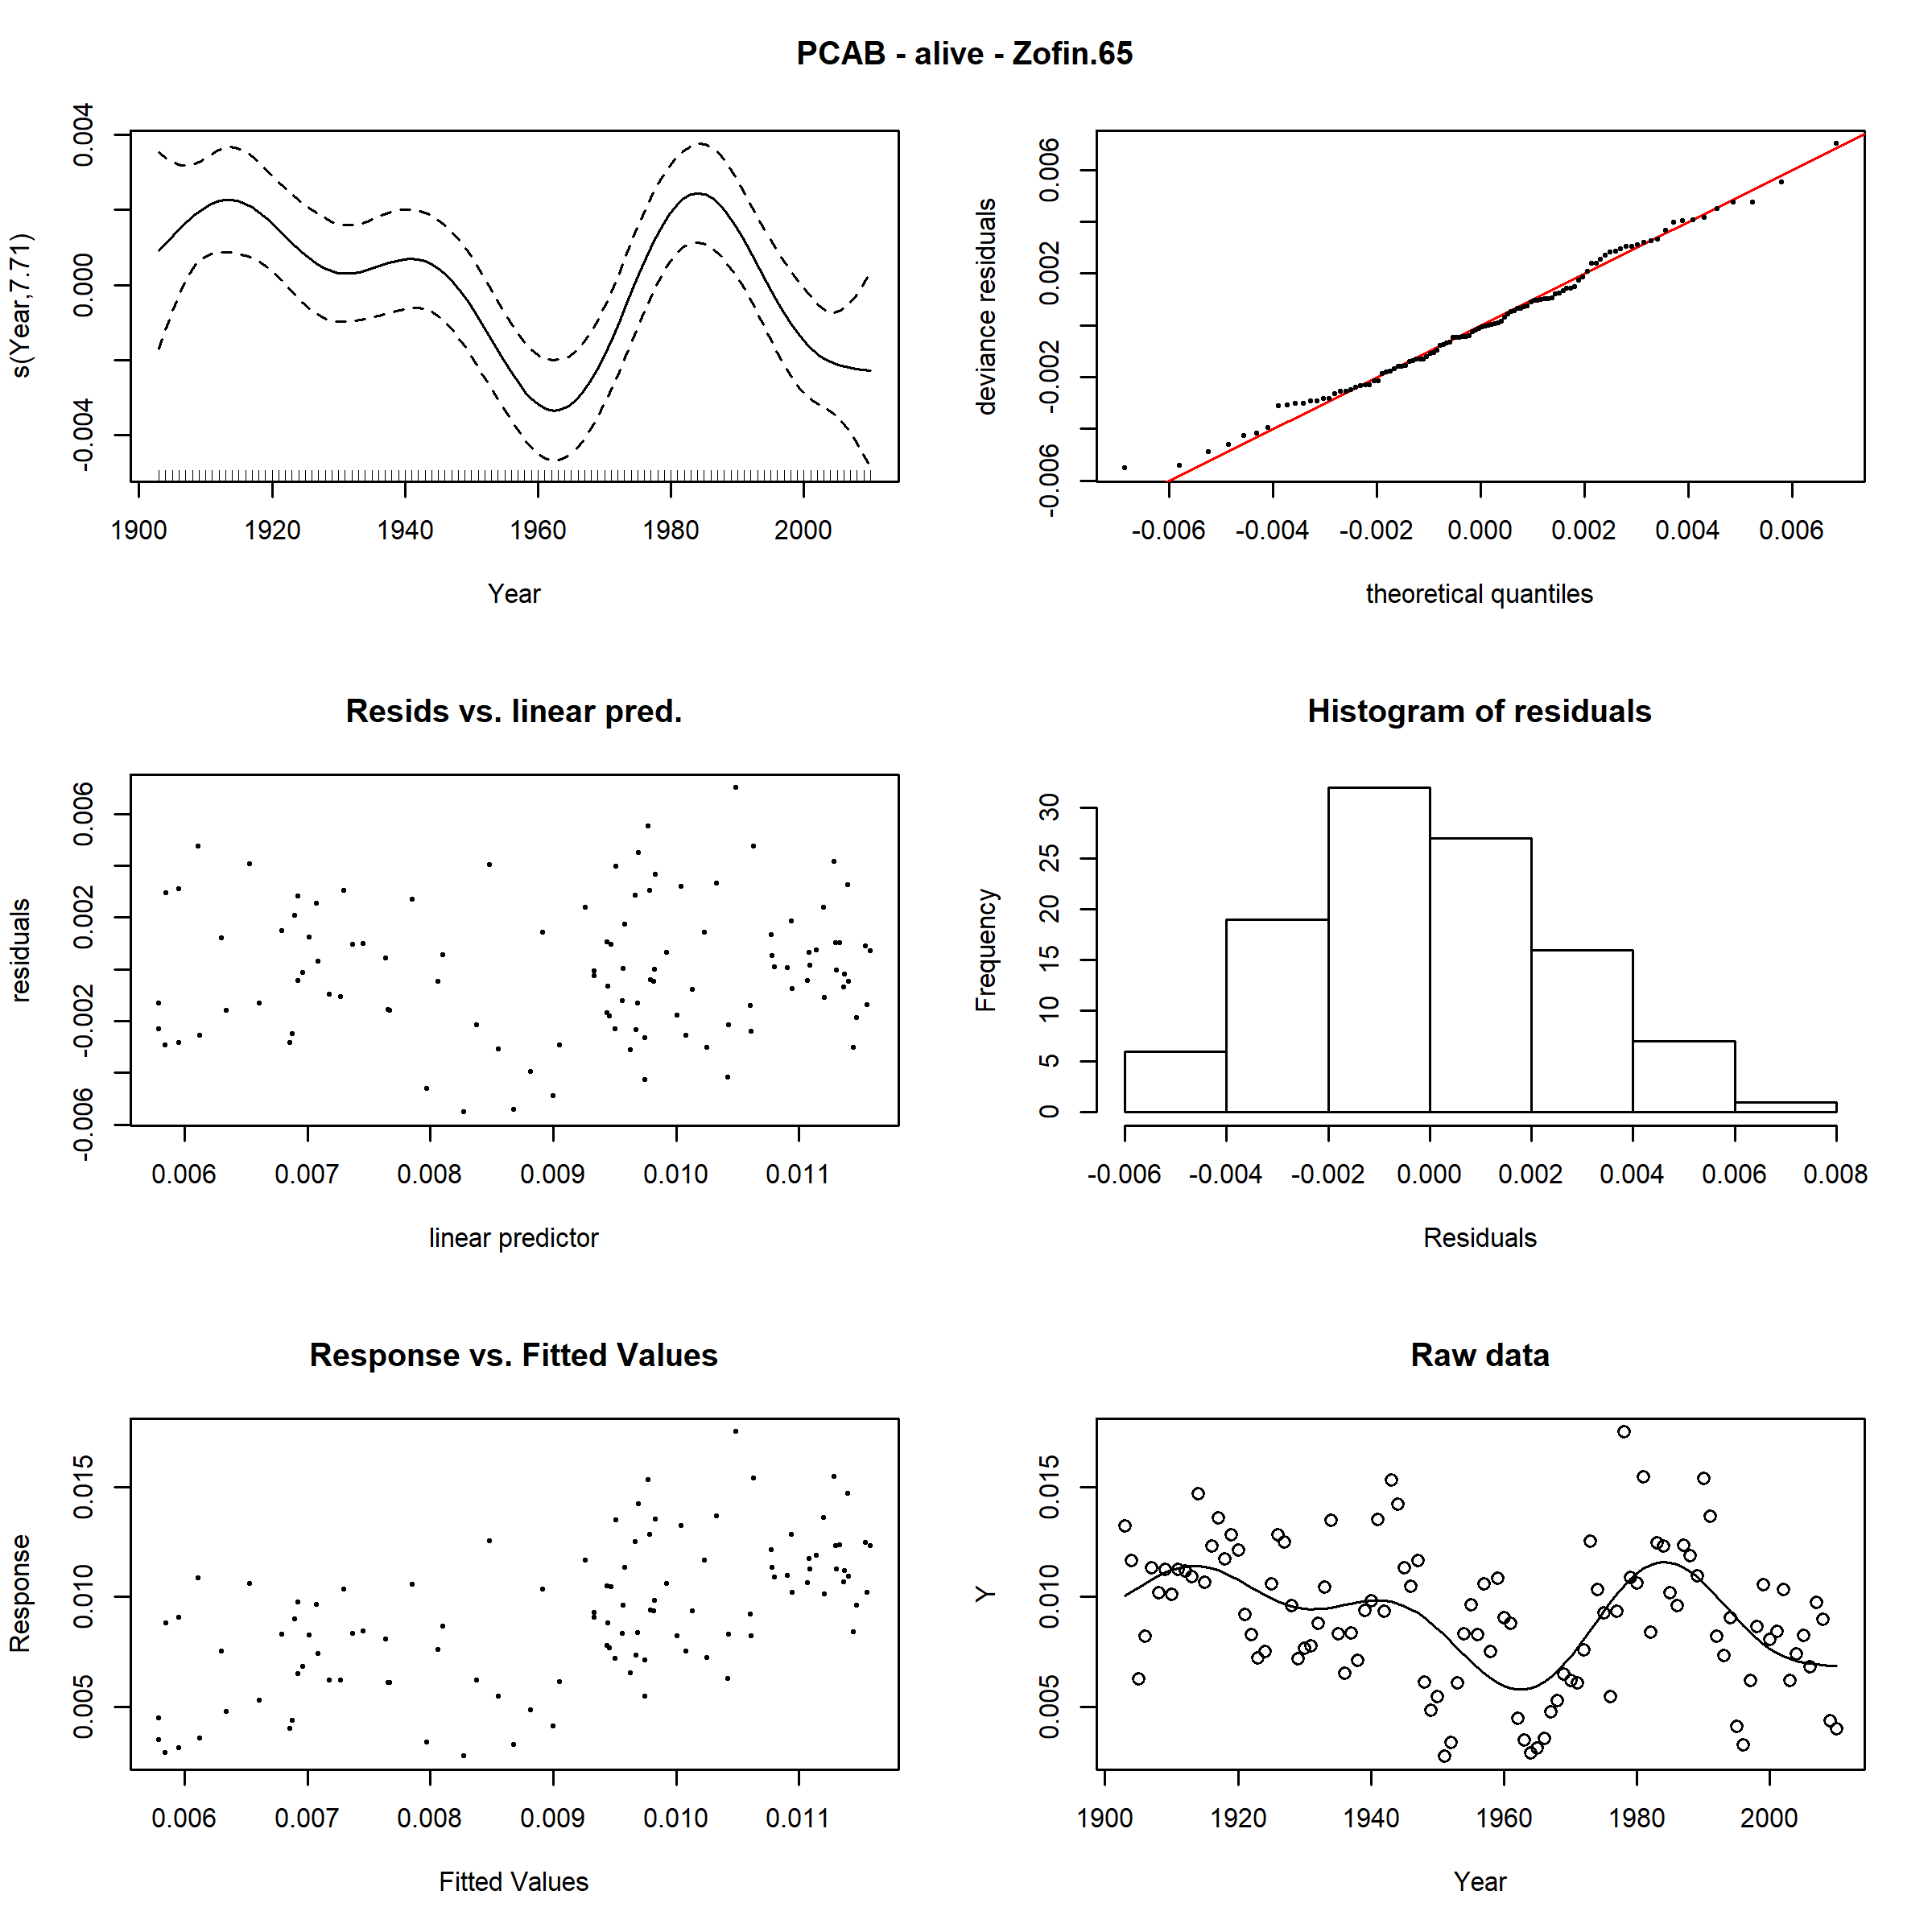 PCAB - alive - Zofin.65
s(Year,7.71)
-0.004 0.000 0.004
1900 1920 1940 1960 1980 2000
Year
deviance residuals
-0.006 -0.002 0.002 0.006
-0.006 -0.004 -0.002 0.000 0.002 0.004 0.006
theoretical quantiles
Resids vs. linear pred.
residuals
-0.006 -0.002 0.002 0.006
0.006 0.007 0.008 0.009 0.010 0.011
linear predictor
Histogram of residuals
Frequency
0 5 10 15 20 25 30
-0.006 -0.004 -0.002 0.000 0.002 0.004 0.006 0.008
Residuals
Response vs. Fitted Values
Response
0.005 0.010 0.015
0.006 0.007 0.008 0.009 0.010 0.011
Fitted Values
Raw data
Y
0.005 0.010 0.015
1900 1920 1940 1960 1980 2000
Year